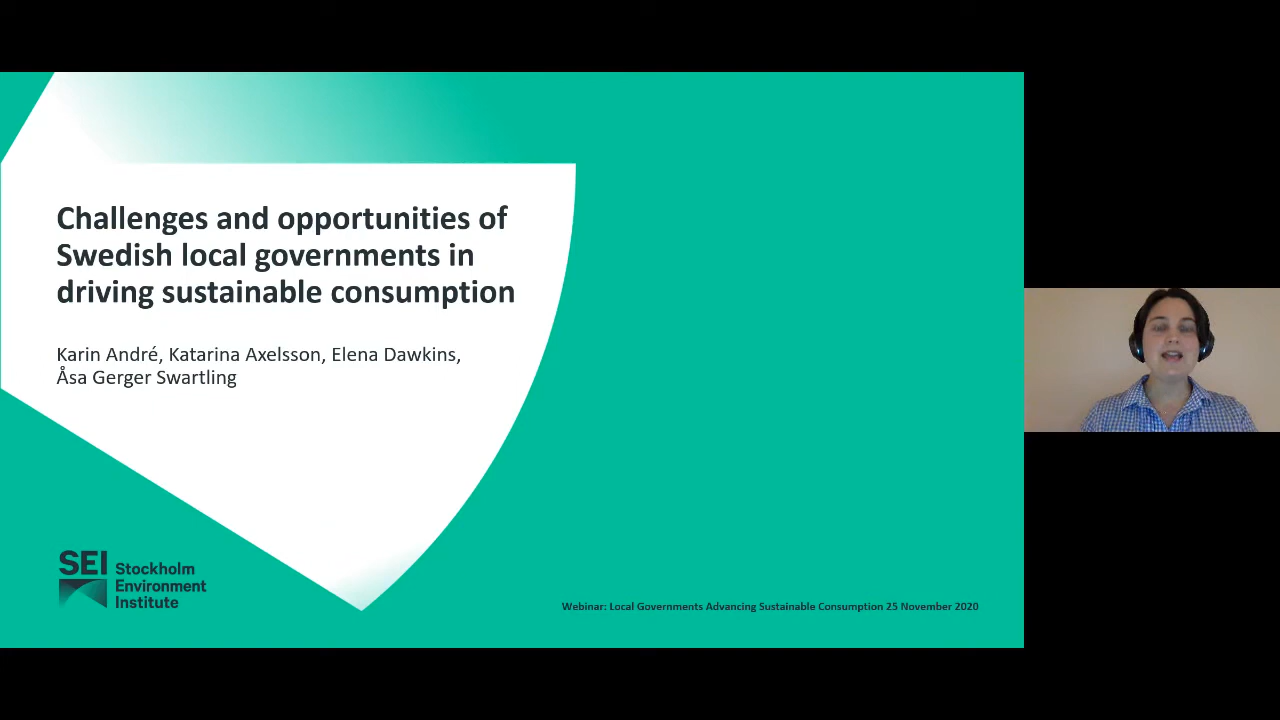 Challenges and opportunities of
Swedish local governments in
driving sustainable consumption
Karin André, Katarina Axelsson, Elena Dawkins,
Åsa Gerger Swartling
SEI Stockholm
Environment
Institute
Webinar: Local Governments Advancing Sustainable Consumption 25 November 2020